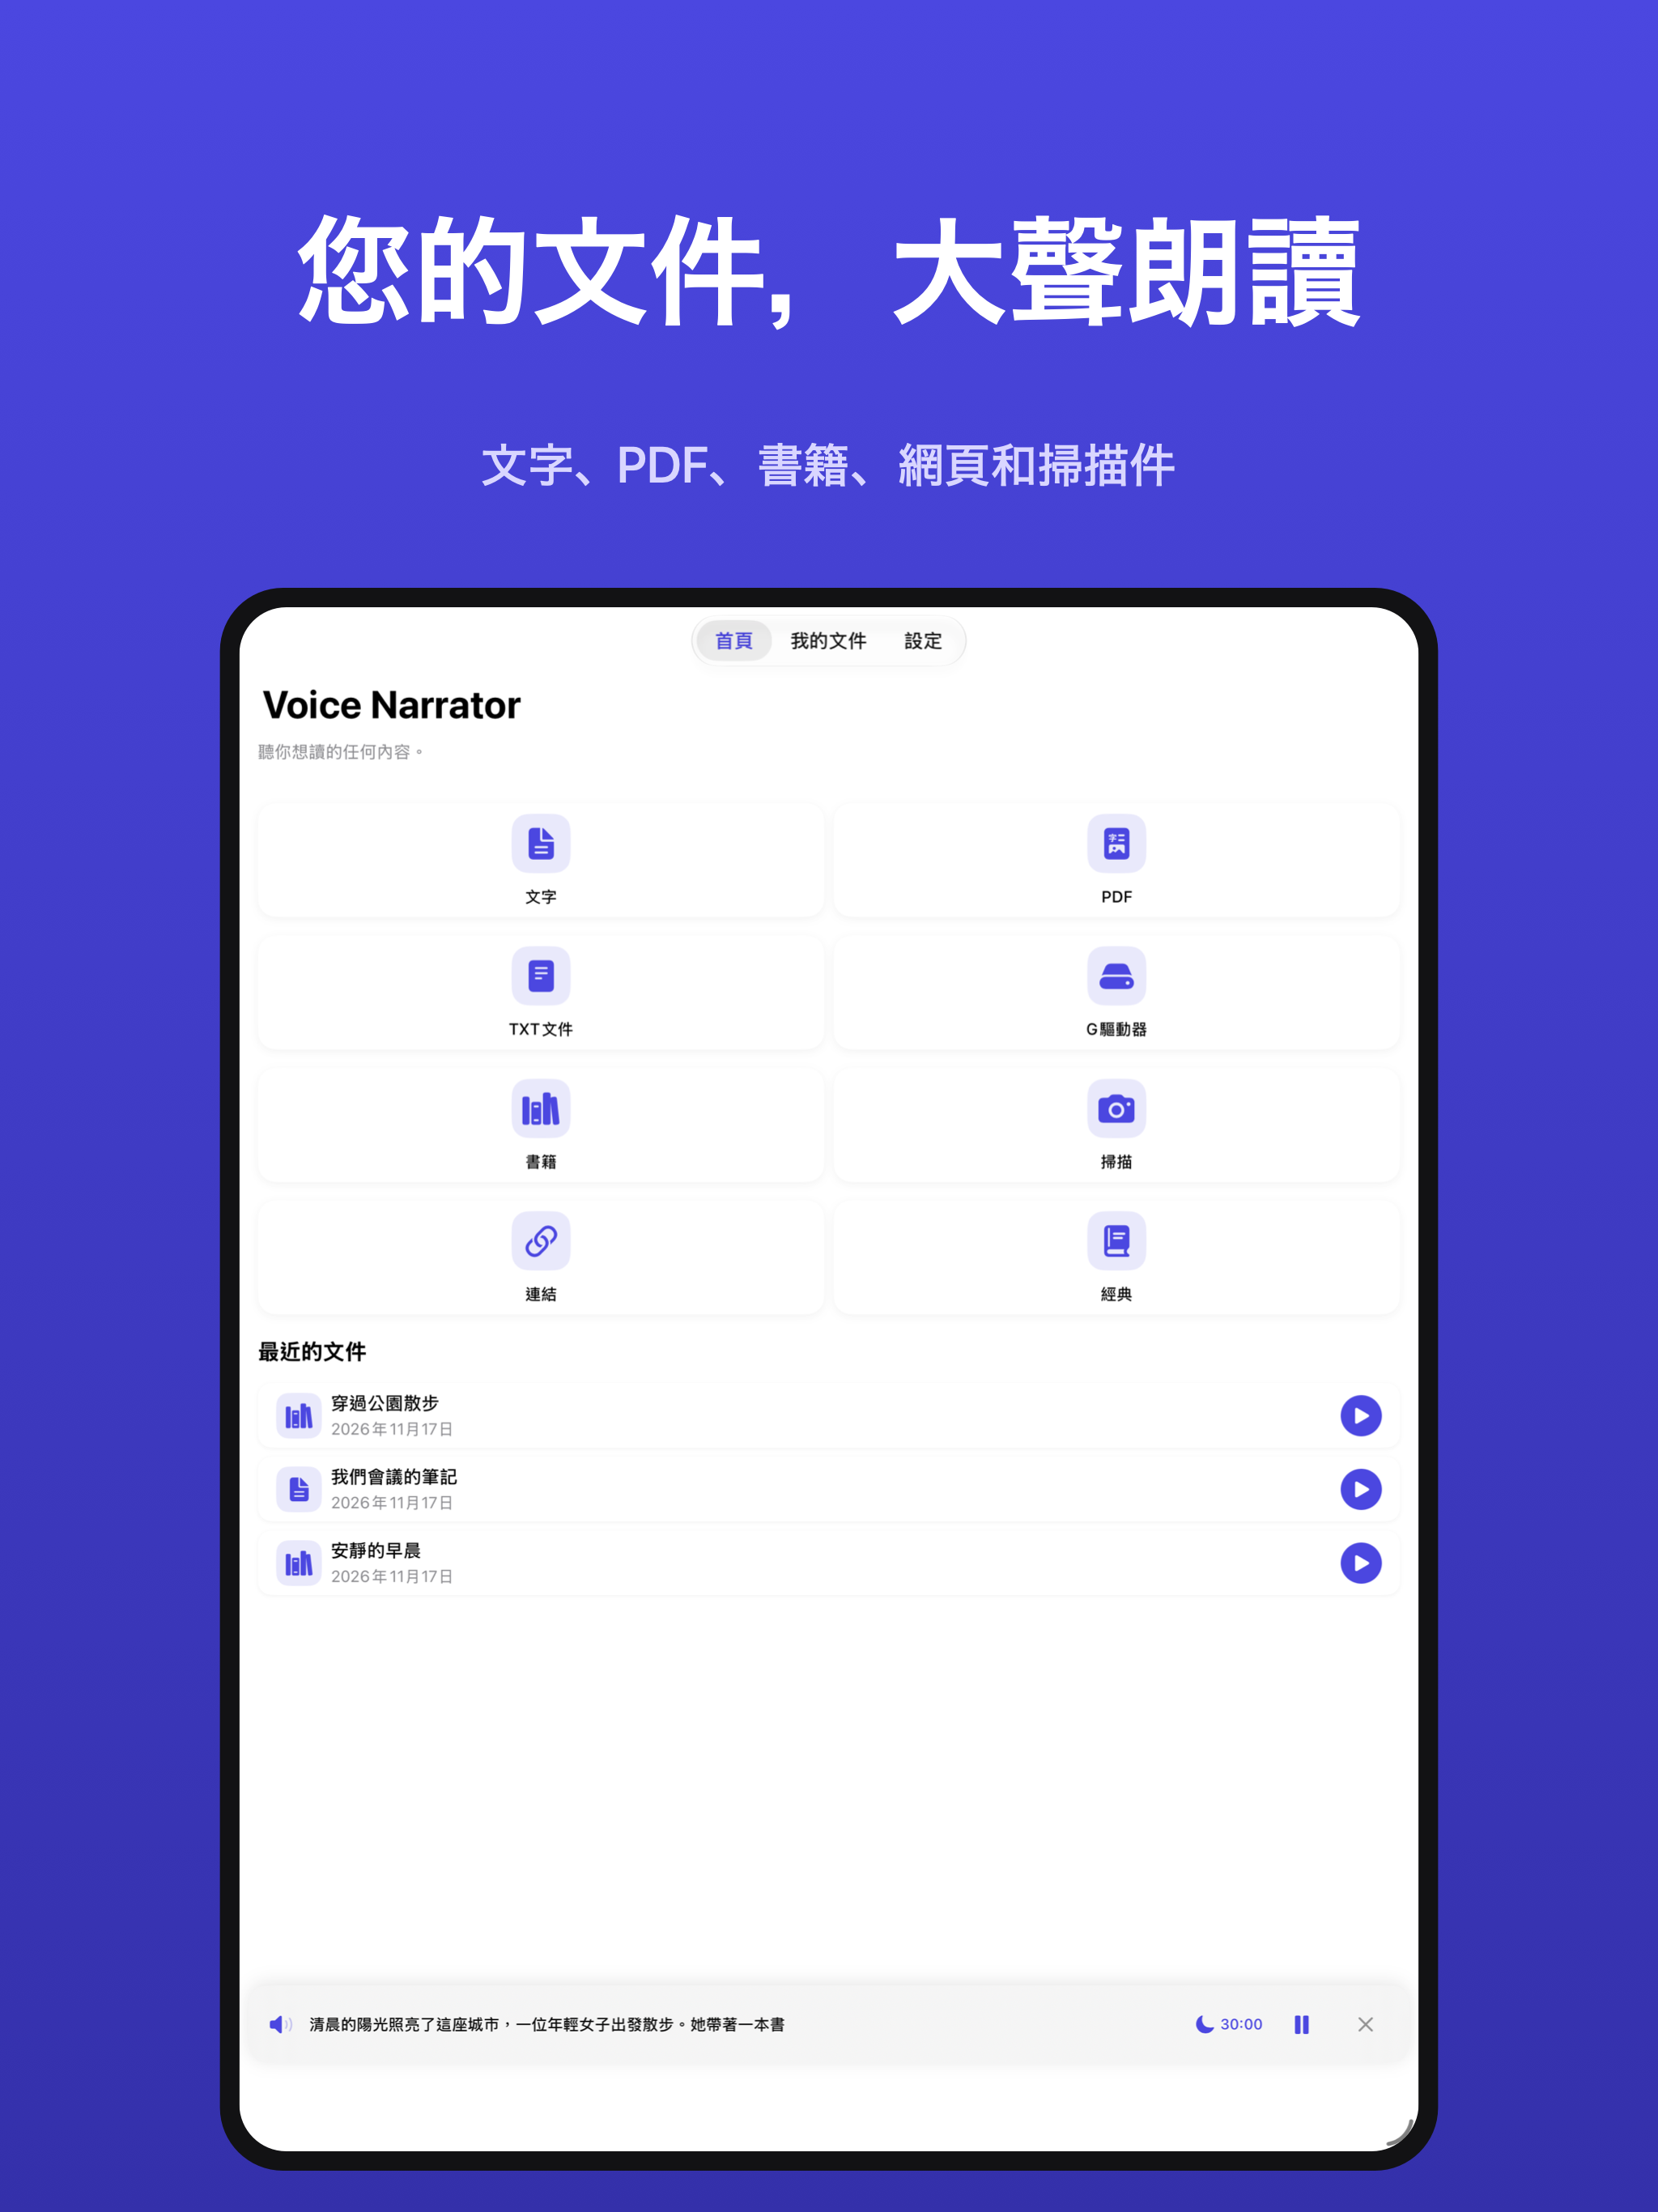 您的文件，大聲朗讀
文字、PDF、書籍、網頁和掃描件
首頁 我的文件 設定
Voice Narrator
聽你想讀的任何內容。
文字 PDF
TXT文件 G驅動器
書籍 掃描
連結 經典
最近的文件
穿過公園散步
2026年11月17日
我們會議的筆記
2026年11月17日
安靜的早晨
2026年11月17日
清晨的陽光照亮了這座城市，一位年輕女子出發散步。她帶著一本書 30:00